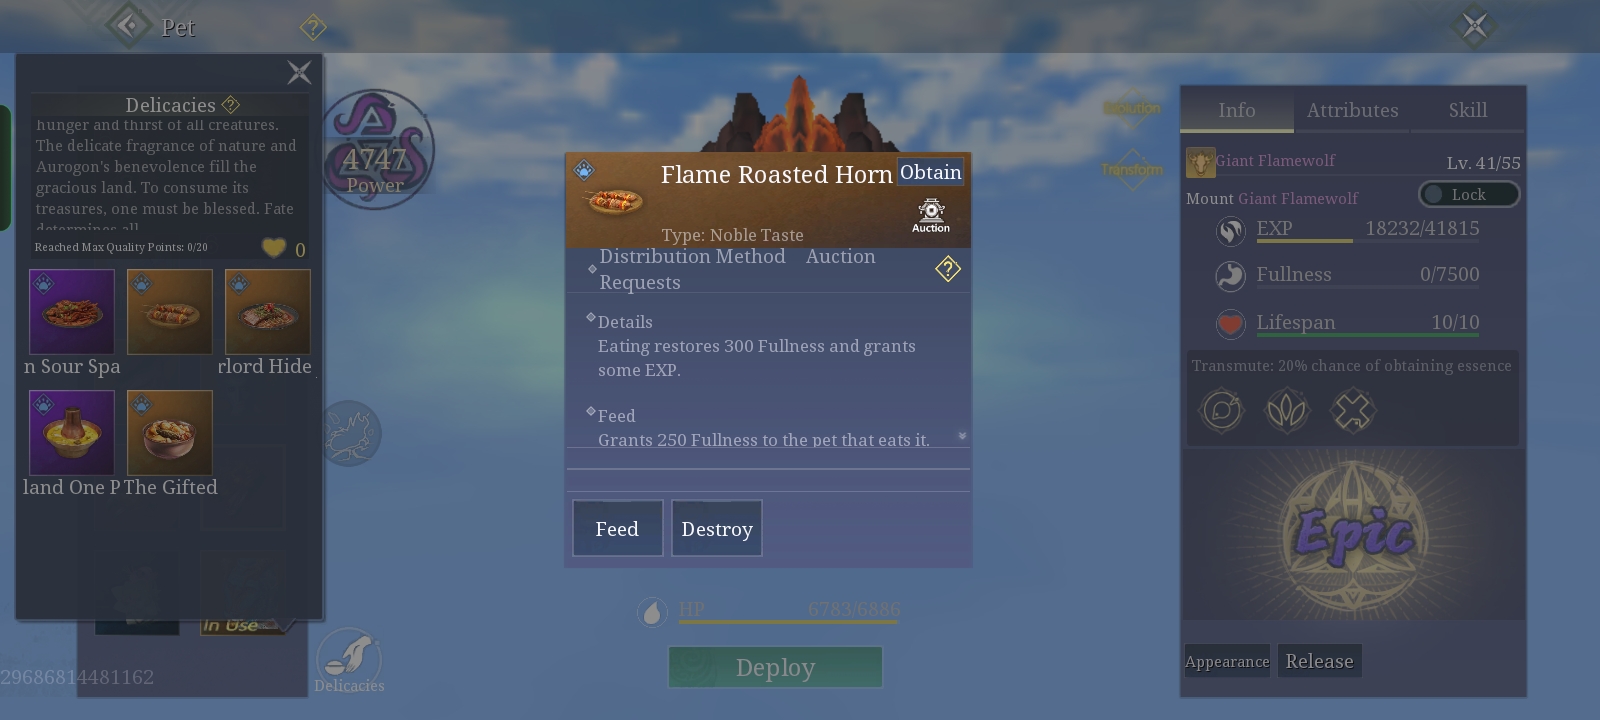 Pet
Delicacies
hunger and thirst of all creatures.
The delicate fragrance of nature and
Aurogon's benevolence fill the
gracious land. To consume its
treasures, one must be blessed. Fate
determines all
Reached Max Quality Points: 0/20
0
n Sour Spa
rlord Hide
land One P
The Gifted
In Use
29686814481162
4747
Power
Delicacies
Flame Roasted Horn
Obtain
Auction
Type: Noble Taste
Distribution Method Auction
Requests
Details
Eating restores 300 Fullness and grants
some EXP.
Feed
Grants 250 Fullness to the pet that eats it.
Feed
Destroy
HP 6783/6886
Deploy
Evolution
Transform
Info
Attributes
Skill
Giant Flamewolf
Lv. 41/55
Mount Giant Flamewolf
Lock
EXP 18232/41815
Fullness 0/7500
Lifespan 10/10
Transmute: 20% chance of obtaining essence
Epic
Appearance
Release